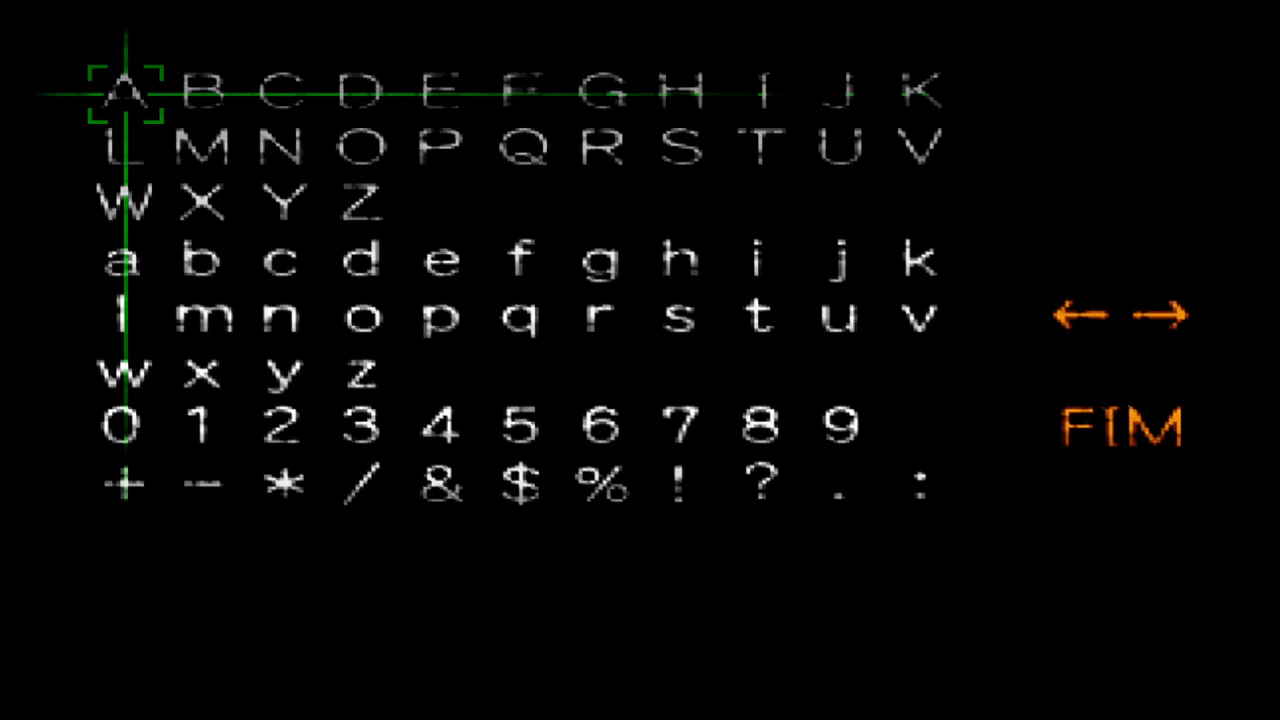 A B C D E F G H I J K
L M N O P Q R S T U V
W X Y Z
a b c d e f g h i j k
l m n o p q r s t u v ← →
w x y z
0 1 2 3 4 5 6 7 8 9 FIM
+ - * / & $ % ! ? . :